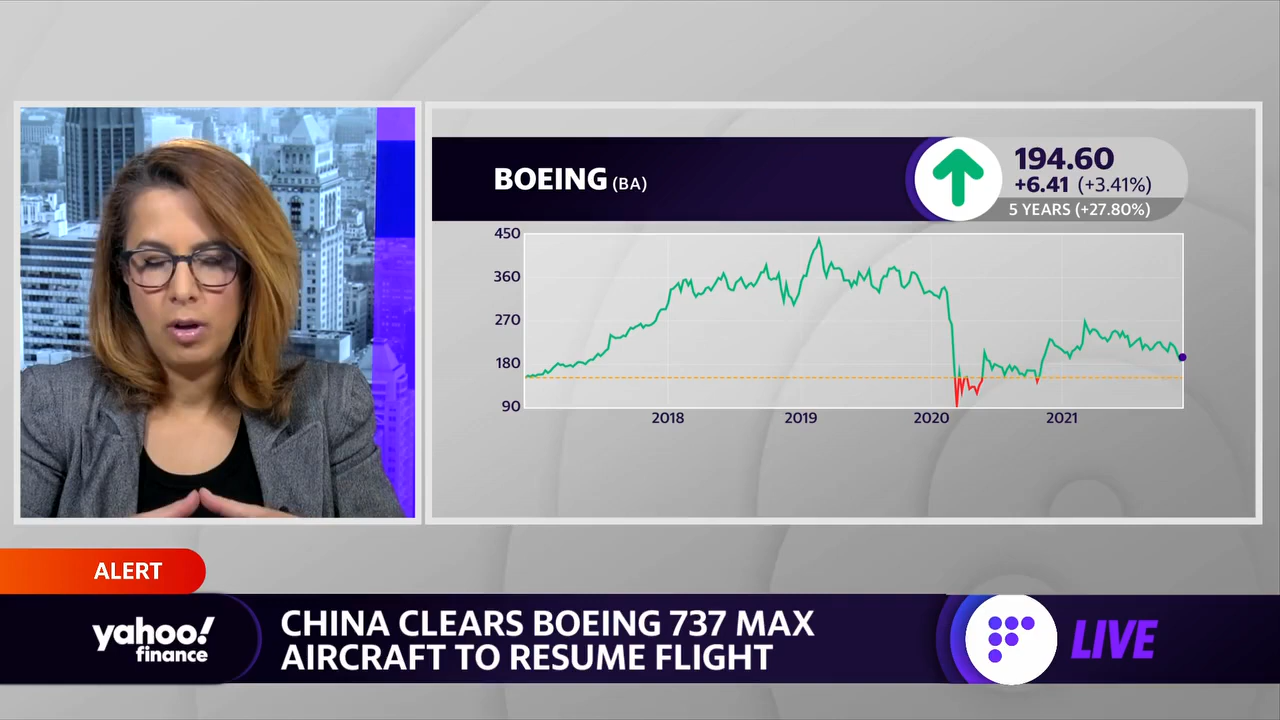 BOEING (BA)
194.60
+6.41 (+3.41%)
5 YEARS (+27.80%)
450
360
270
180
90
2018 2019 2020 2021
ALERT
yahoo!
finance
CHINA CLEARS BOEING 737 MAX
AIRCRAFT TO RESUME FLIGHT
LIVE